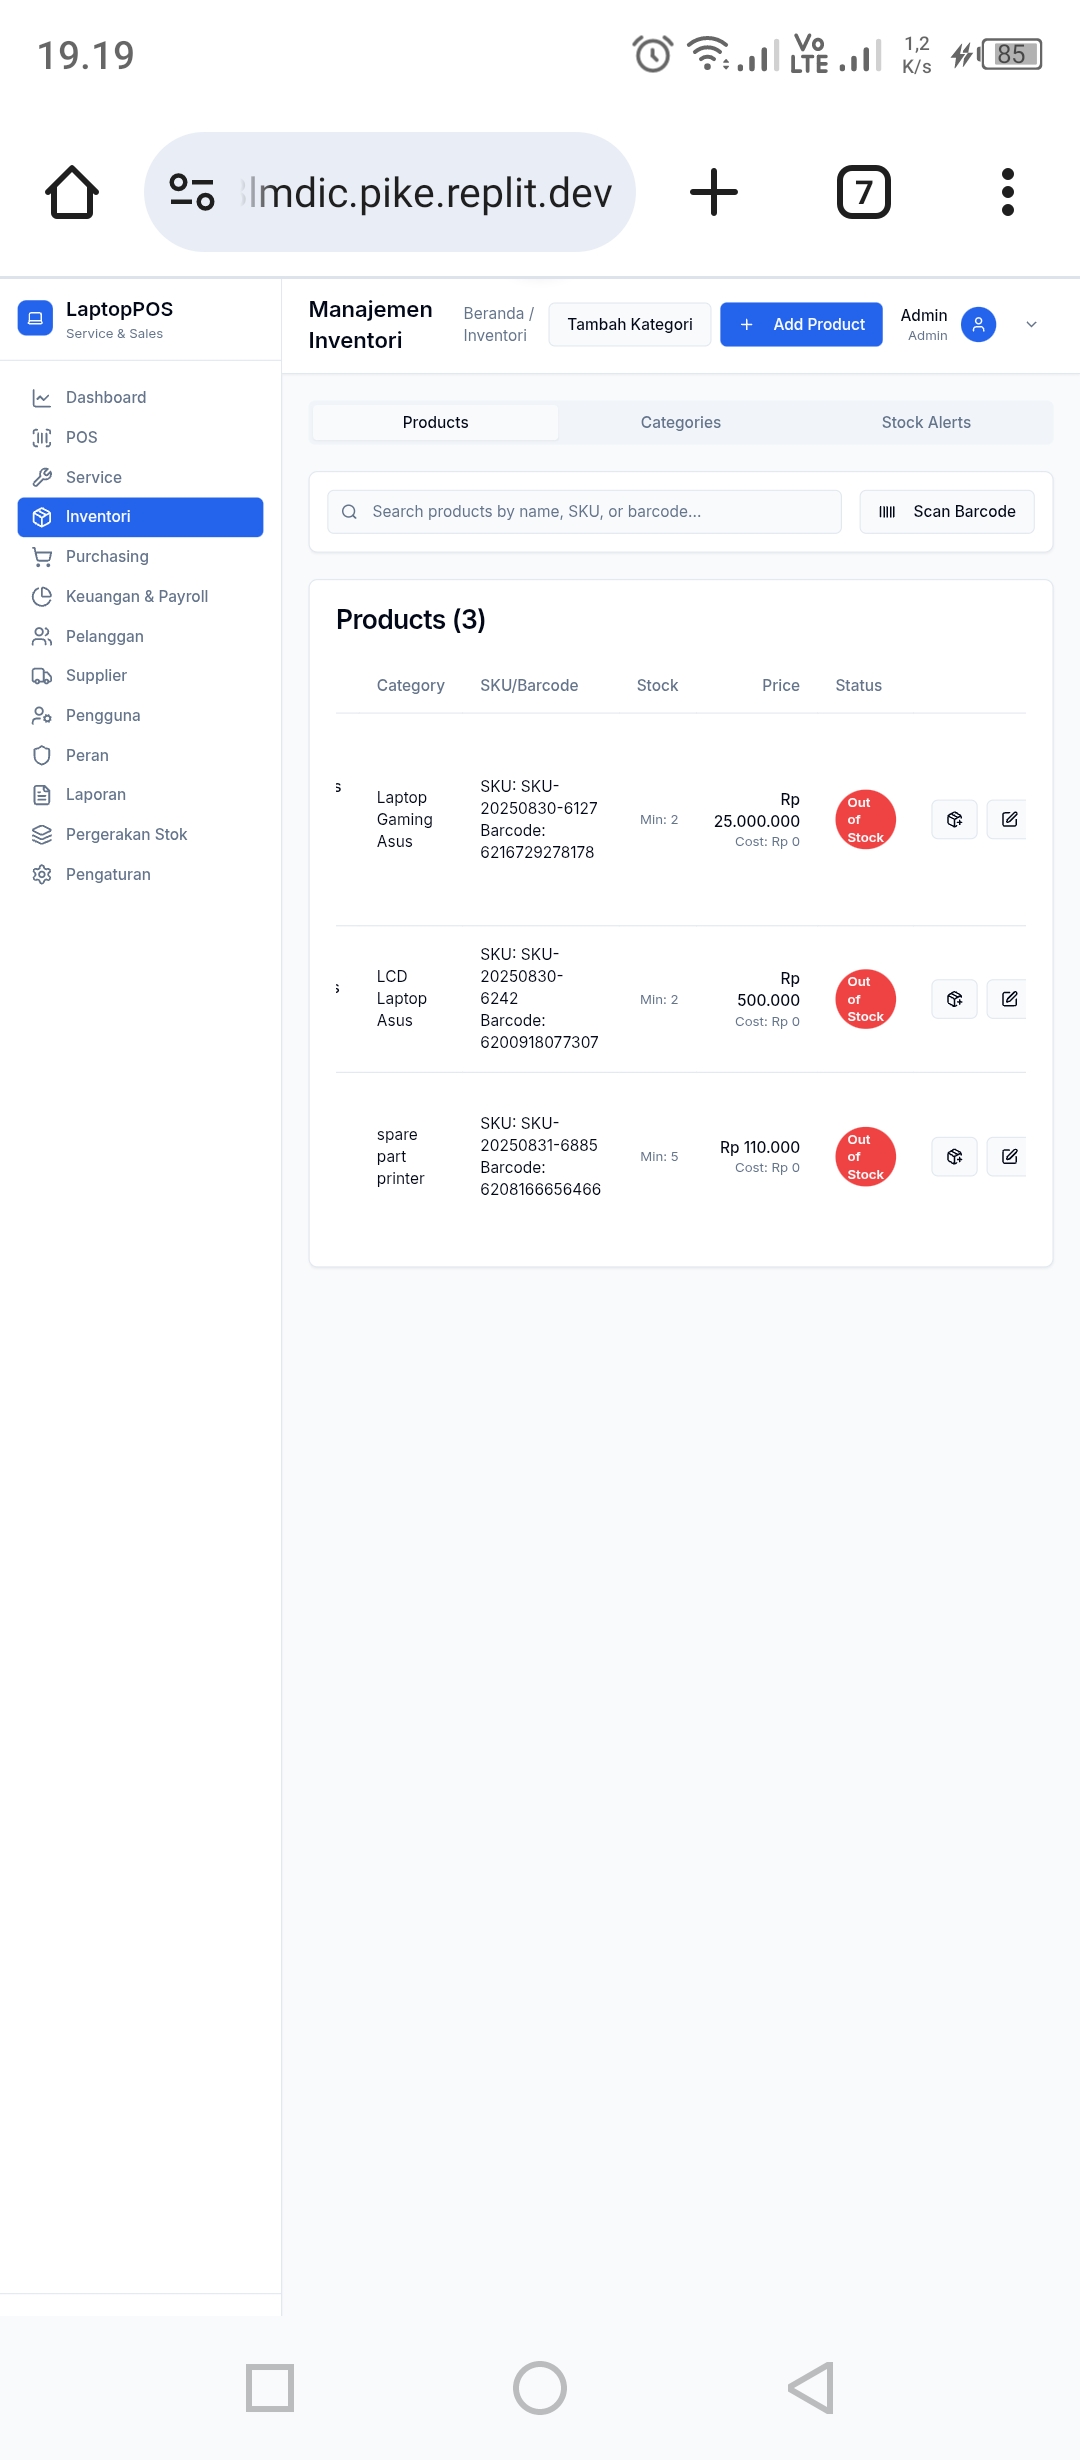 19.19
Vo
LTE
1,2
K/s
85
lmdic.pike.replit.dev
7
LaptopPOS
Service & Sales
Dashboard
POS
Service
Inventori
Purchasing
Keuangan & Payroll
Pelanggan
Supplier
Pengguna
Peran
Laporan
Pergerakan Stok
Pengaturan
Manajemen
Inventori
Beranda /
Inventori
Tambah Kategori
Add Product
Admin
Admin
Products
Categories
Stock Alerts
Search products by name, SKU, or barcode...
Scan Barcode
Products (3)
Category
SKU/Barcode
Stock
Price
Status
s
Laptop
Gaming
Asus
SKU: SKU-
20250830-6127
Barcode:
6216729278178
Min: 2
Rp
25.000.000
Cost: Rp 0
Out
of
Stock
s
LCD
Laptop
Asus
SKU: SKU-
20250830-
6242
Barcode:
6200918077307
Min: 2
Rp
500.000
Cost: Rp 0
Out
of
Stock
spare
part
printer
SKU: SKU-
20250831-6885
Barcode:
6208166656466
Min: 5
Rp 110.000
Cost: Rp 0
Out
of
Stock